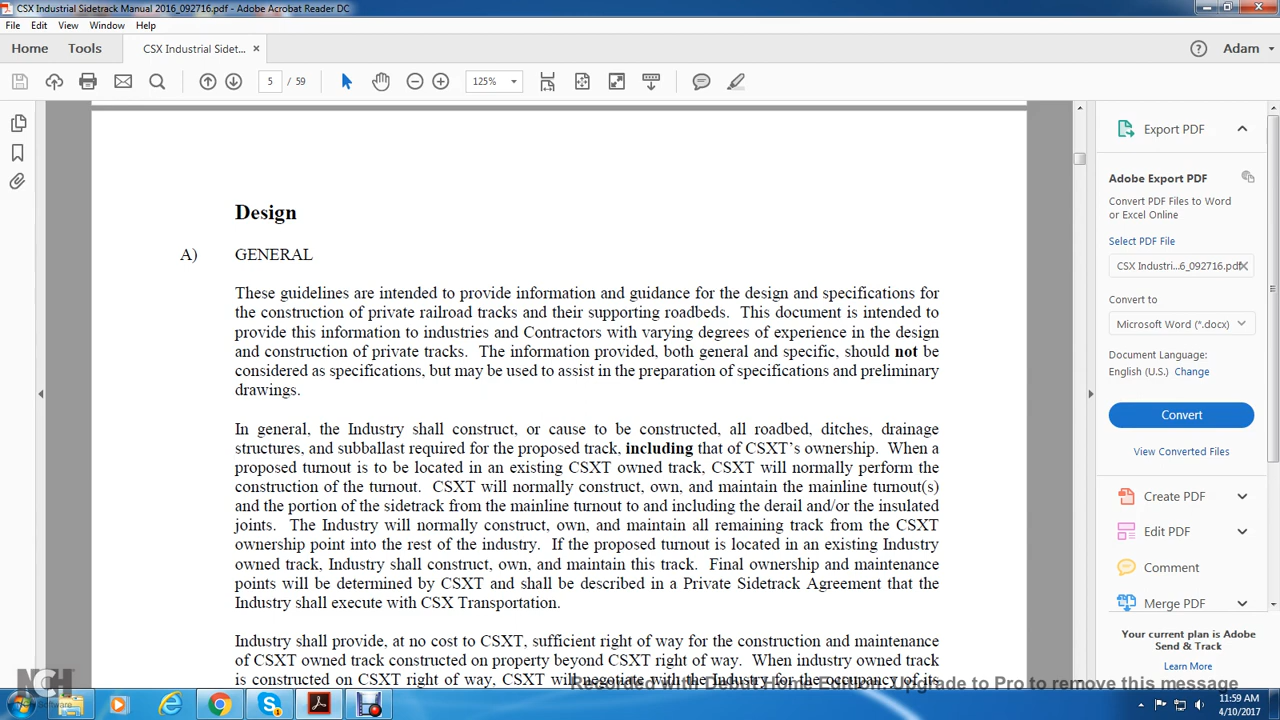 CSX Industrial Sidetrack Manual 2016_092716.pdf - Adobe Acrobat Reader DC
File Edit View Window Help
Home Tools CSX Industrial Sidet... × Adam
5 / 59 125%
Export PDF
Adobe Export PDF
Convert PDF Files to Word
or Excel Online
Select PDF File
CSX Industri...6_092716.pdf
Convert to
Microsoft Word (*.docx)
Document Language:
English (U.S.) Change
Convert
View Converted Files
Create PDF
Edit PDF
Comment
Merge PDF
Your current plan is Adobe
Send & Track
Learn More
Design
A) GENERAL
These guidelines are intended to provide information and guidance for the design and specifications for
the construction of private railroad tracks and their supporting roadbeds. This document is intended to
provide this information to industries and Contractors with varying degrees of experience in the design
and construction of private tracks. The information provided, both general and specific, should not be
considered as specifications, but may be used to assist in the preparation of specifications and preliminary
drawings.
In general, the Industry shall construct, or cause to be constructed, all roadbed, ditches, drainage
structures, and subballast required for the proposed track, including that of CSXT's ownership. When a
proposed turnout is to be located in an existing CSXT owned track, CSXT will normally perform the
construction of the turnout. CSXT will normally construct, own, and maintain the mainline turnout(s)
and the portion of the sidetrack from the mainline turnout to and including the derail and/or the insulated
joints. The Industry will normally construct, own, and maintain all remaining track from the CSXT
ownership point into the rest of the industry. If the proposed turnout is located in an existing Industry
owned track, Industry shall construct, own, and maintain this track. Final ownership and maintenance
points will be determined by CSXT and shall be described in a Private Sidetrack Agreement that the
Industry shall execute with CSX Transportation.
Industry shall provide, at no cost to CSXT, sufficient right of way for the construction and maintenance
of CSXT owned track constructed on property beyond CSXT right of way. When industry owned track
is constructed on CSXT right of way, CSXT will negotiate with the Industry for the occupancy of its
NCH Software
Recorded with Debut Home Edition. Upgrade to Pro to remove this message
11:59 AM
4/10/2017